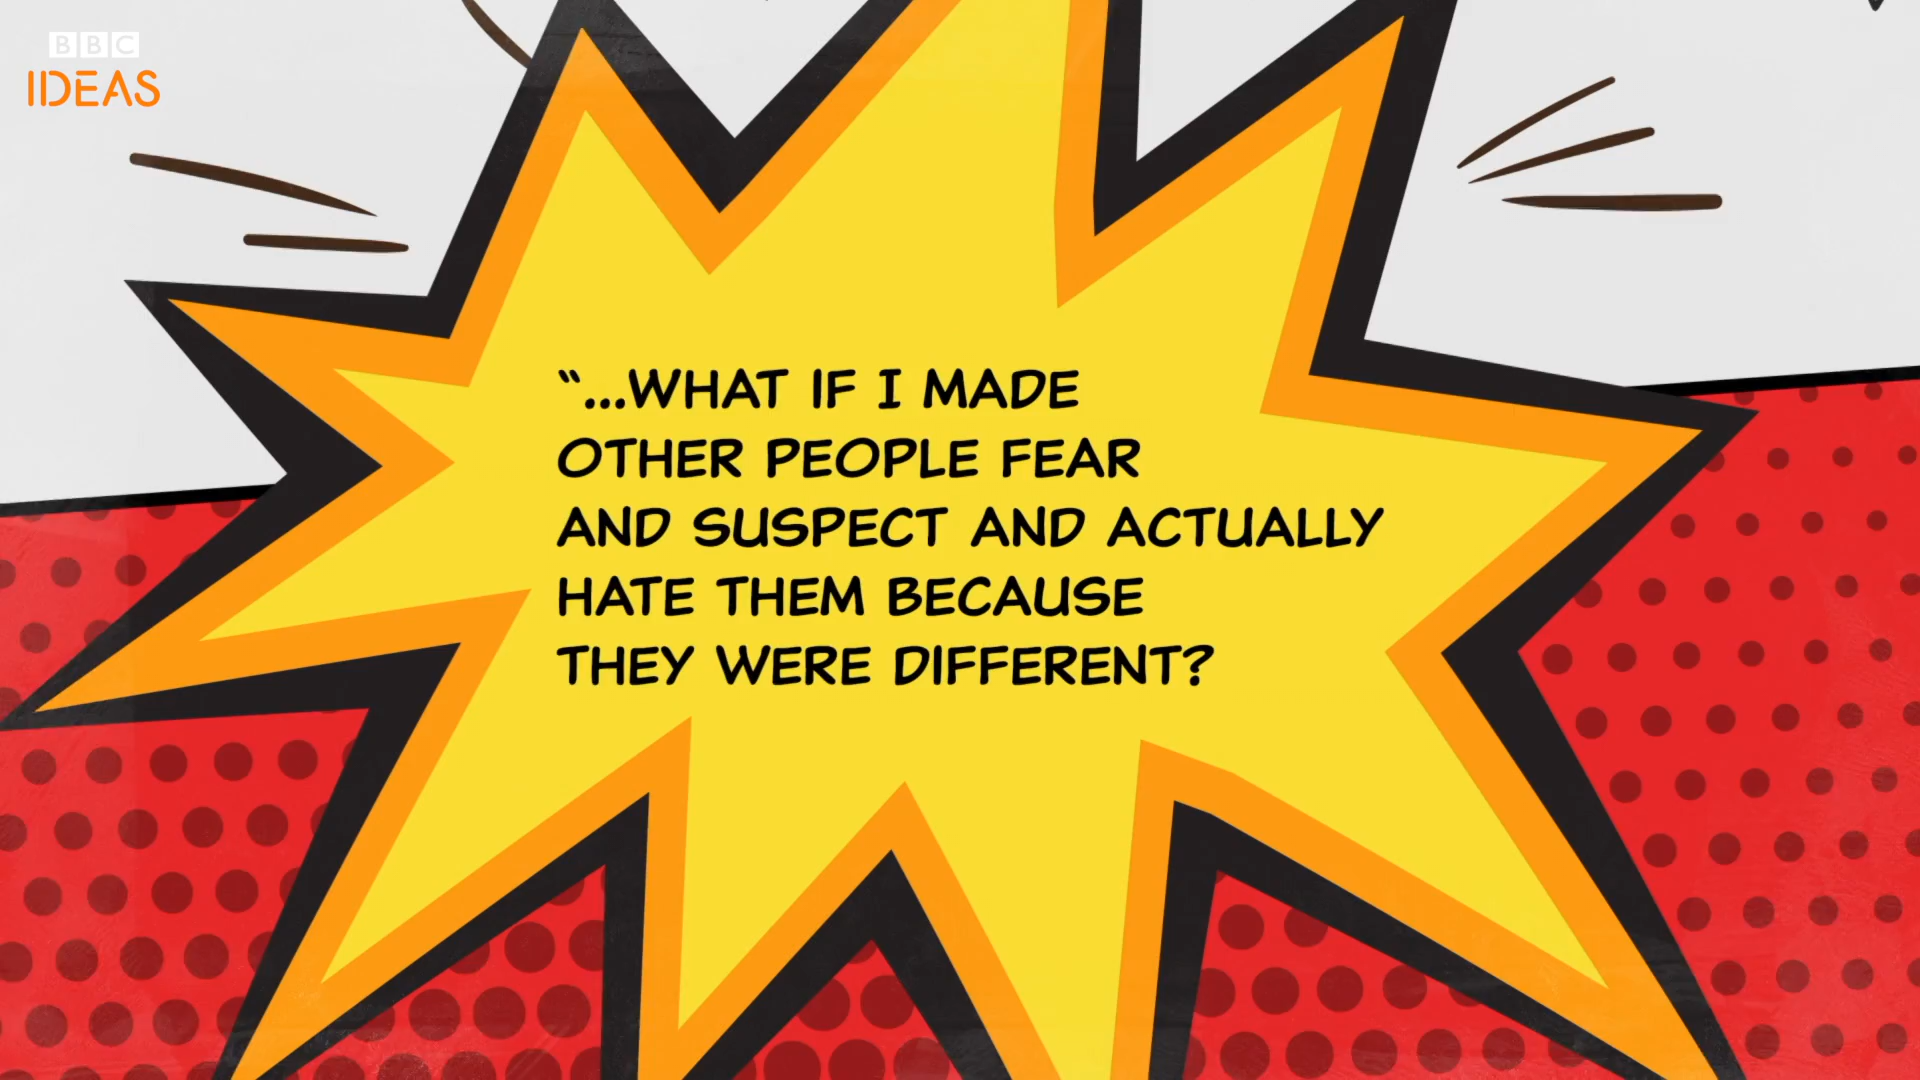 BBC
IDEAS
“...WHAT IF I MADE
OTHER PEOPLE FEAR
AND SUSPECT AND ACTUALLY
HATE THEM BECAUSE
THEY WERE DIFFERENT?